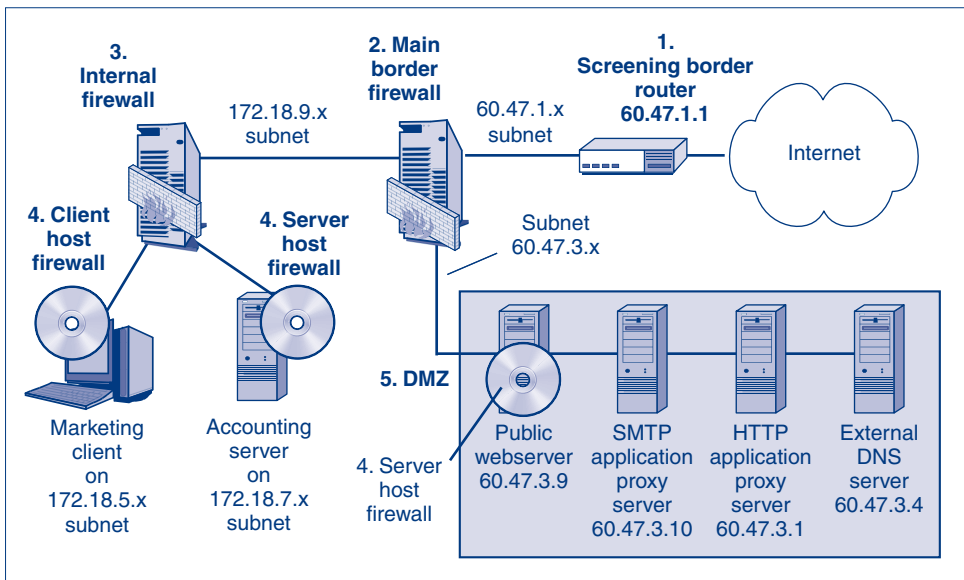 1.
Screening border
router
60.47.1.1
2. Main
border
firewall
3.
Internal
firewall
172.18.9.x
subnet
60.47.1.x
subnet
Internet
4. Client
host
firewall
4. Server
host
firewall
Subnet
60.47.3.x
5. DMZ
Marketing
client
on
172.18.5.x
subnet
Accounting
server
on
172.18.7.x
subnet
4. Server
host
firewall
Public
webserver
60.47.3.9
SMTP
application
proxy
server
60.47.3.10
HTTP
application
proxy
server
60.47.3.1
External
DNS
server
60.47.3.4